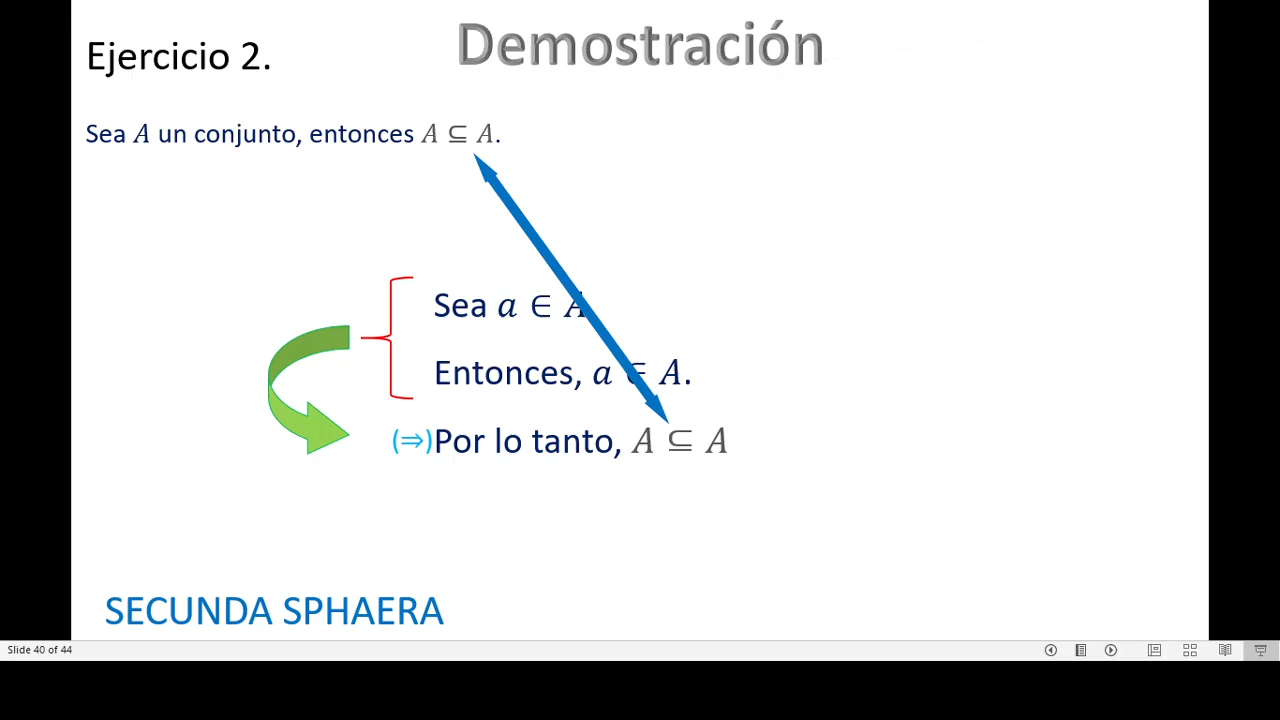 Demostración
Ejercicio 2.
Sea A un conjunto, entonces A ⊆ A.
Sea a ∈ A
Entonces, a ∈ A.
(⇒)Por lo tanto, A ⊆ A
SECUNDA SPHAERA
Slide 40 of 44